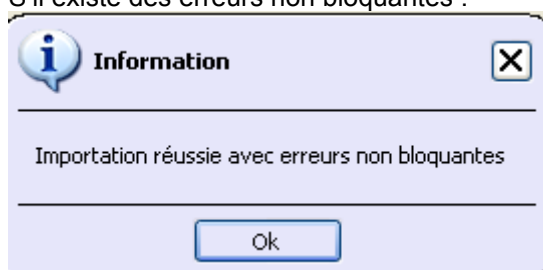 S'il existe des erreurs non bloquantes :
Information
Importation réussie avec erreurs non bloquantes
Ok